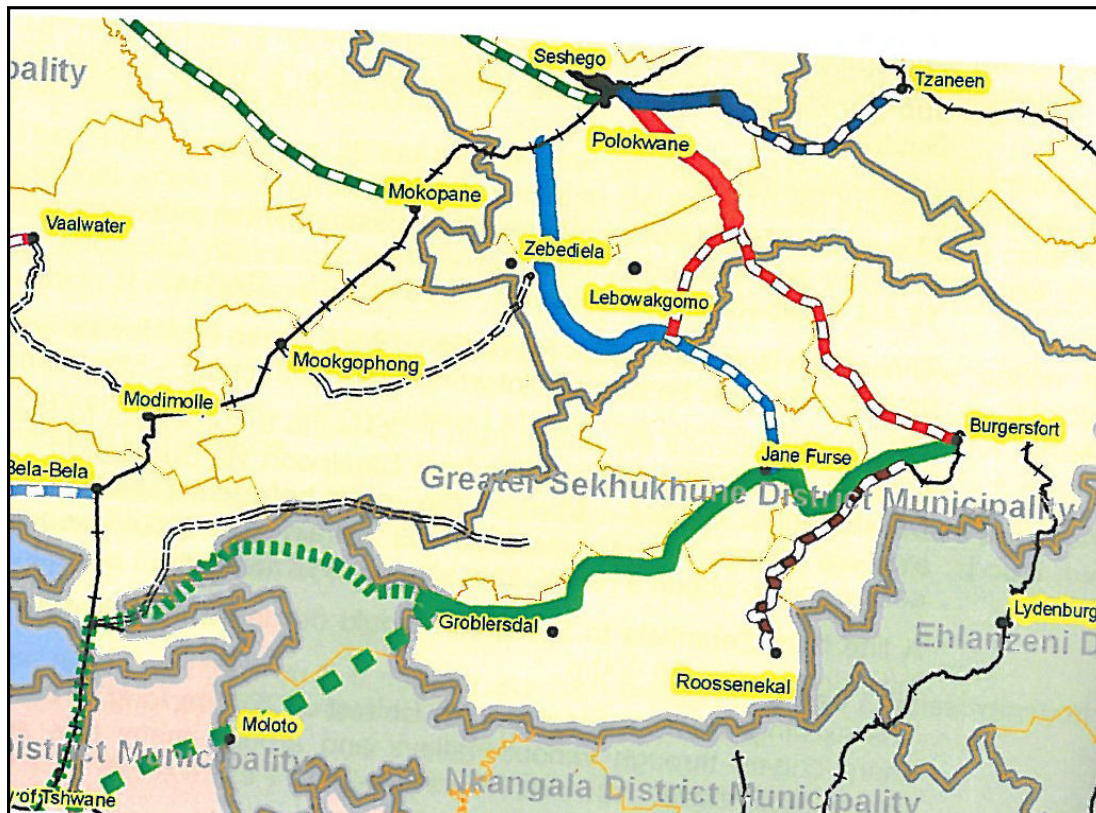 pality
Seshego
Tzaneen
Polokwane
Mokopane
Vaalwater
Zebediela
Lebowakgomo
Mookgophong
Modimolle
Burgersfort
Bela-Bela
Jane Furse
Greater Sekhukhune District Municipality
Groblersdal
Lydenburg
Ehlanzeni D
Roossenekal
Moloto
District Municipality
Nkangala District Municipality
y of Tshwane